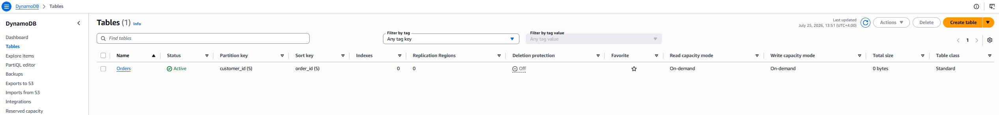 DynamoDB > Tables
DynamoDB
Dashboard
Tables
Explore items
PartiQL editor
Backups
Exports to S3
Imports from S3
Integrations
Reserved capacity
Tables (1) Info
Last updated
July 25, 2026, 13:51 (UTC+4:00)
Actions
Delete
Create table
Find tables
Filter by tag
Any tag key
Filter by tag value
Any tag value
1
Name Status Partition key Sort key Indexes Replication Regions Deletion protection Favorite Read capacity mode Write capacity mode Total size Table class
Orders Active customer_id (S) order_id (S) 0 0 Off On-demand On-demand 0 bytes Standard